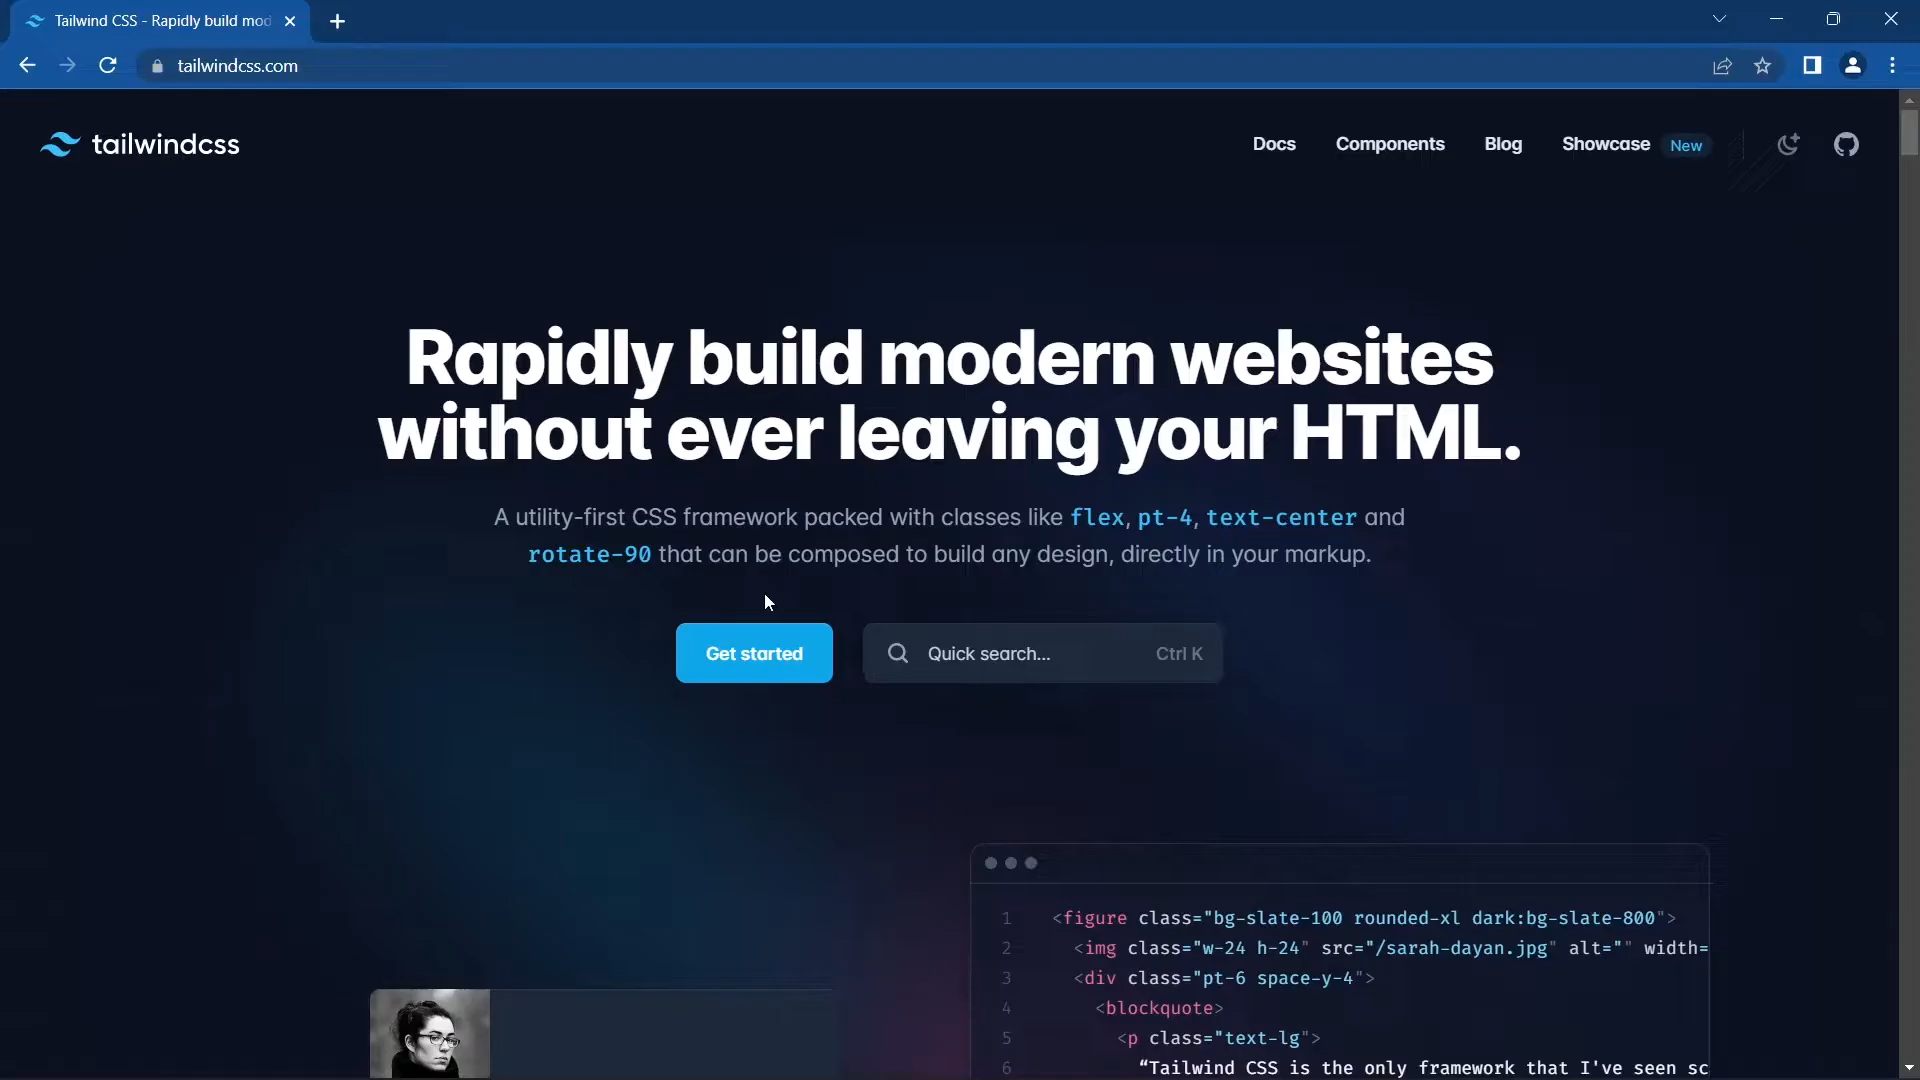 Tailwind CSS - Rapidly build mod
tailwindcss.com
tailwindcss
Docs Components Blog Showcase New
Rapidly build modern websites
without ever leaving your HTML.
A utility-first CSS framework packed with classes like flex, pt-4, text-center and
rotate-90 that can be composed to build any design, directly in your markup.
Get started
Quick search... Ctrl K
1 <figure class="bg-slate-100 rounded-xl dark:bg-slate-800">
2 <img class="w-24 h-24" src="/sarah-dayan.jpg" alt="" width=
3 <div class="pt-6 space-y-4">
4 <blockquote>
5 <p class="text-lg">
6 “Tailwind CSS is the only framework that I've seen sc